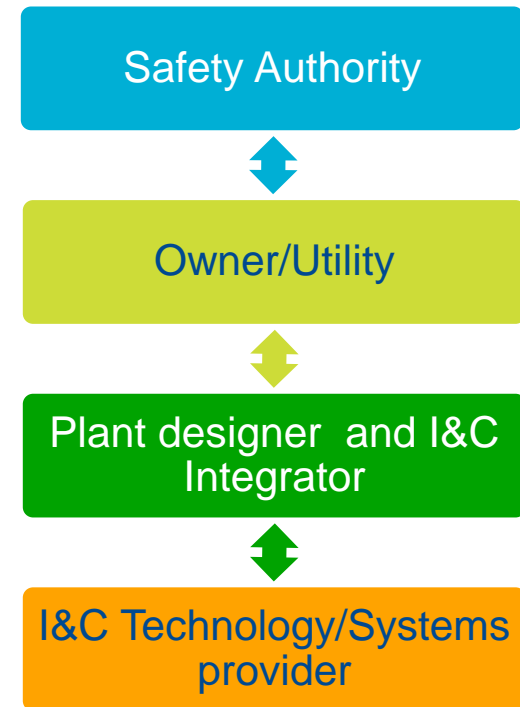 Safety Authority
Owner/Utility
Plant designer and I&C
Integrator
I&C Technology/Systems
provider